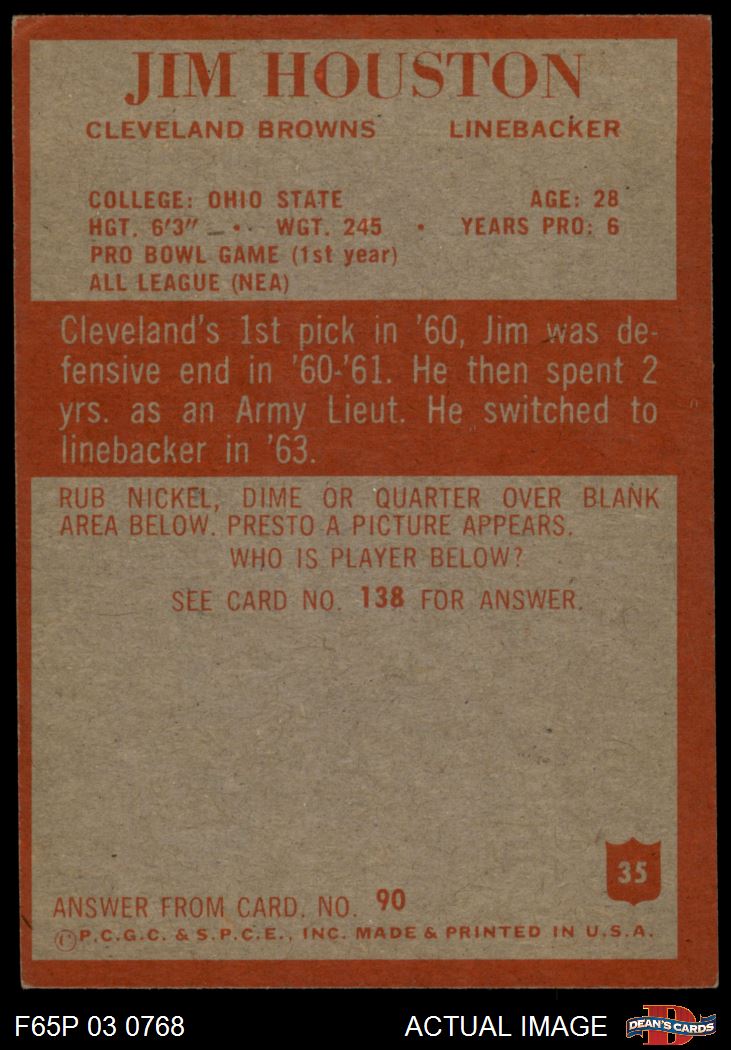 JIM HOUSTON
CLEVELAND BROWNS LINEBACKER
COLLEGE: OHIO STATE AGE: 28
HGT. 6'3" • WGT. 245 • YEARS PRO: 6
PRO BOWL GAME (1st year)
ALL LEAGUE (NEA)
Cleveland's 1st pick in '60, Jim was de-
fensive end in '60-'61. He then spent 2
yrs. as an Army Lieut. He switched to
linebacker in '63.
RUB NICKEL, DIME OR QUARTER OVER BLANK
AREA BELOW. PRESTO A PICTURE APPEARS.
WHO IS PLAYER BELOW?
SEE CARD NO. 138 FOR ANSWER.
35
ANSWER FROM CARD. NO. 90
©P.C.G.C. & S.P.C.E., INC. MADE & PRINTED IN U.S.A.
F65P 03 0768 ACTUAL IMAGE DEAN'S CARDS